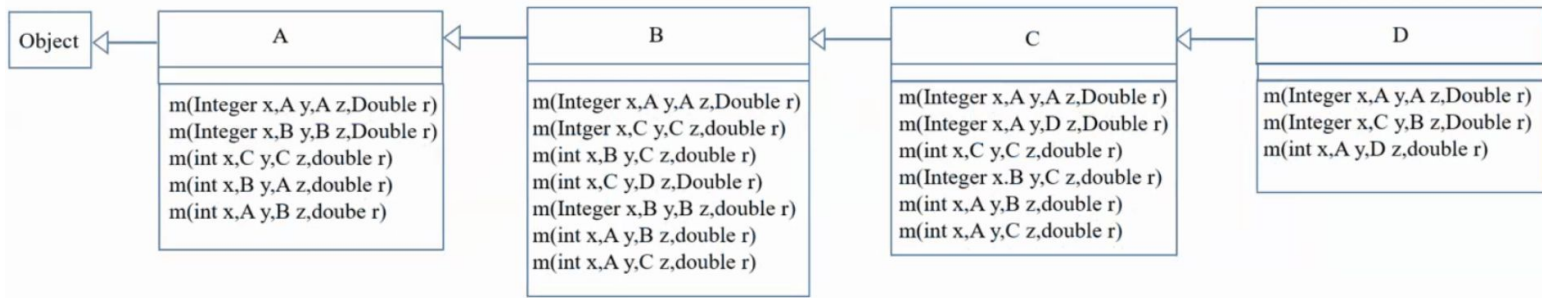 Object
A
m(Integer x,A y,A z,Double r)
m(Integer x,B y,B z,Double r)
m(int x,C y,C z,double r)
m(int x,B y,A z,double r)
m(int x,A y,B z,doube r)
B
m(Integer x,A y,A z,Double r)
m(Intger x,C y,C z,double r)
m(int x,B y,C z,double r)
m(int x,C y,D z,Double r)
m(Integer x,B y,B z,double r)
m(int x,A y,B z,double r)
m(int x,A y,C z,double r)
C
m(Integer x,A y,A z,Double r)
m(Integer x,A y,D z,Double r)
m(int x,C y,C z,double r)
m(Integer x.B y,C z,double r)
m(int x,A y,B z,double r)
m(int x,A y,C z,double r)
D
m(Integer x,A y,A z,Double r)
m(Integer x,C y,B z,Double r)
m(int x,A y,D z,double r)